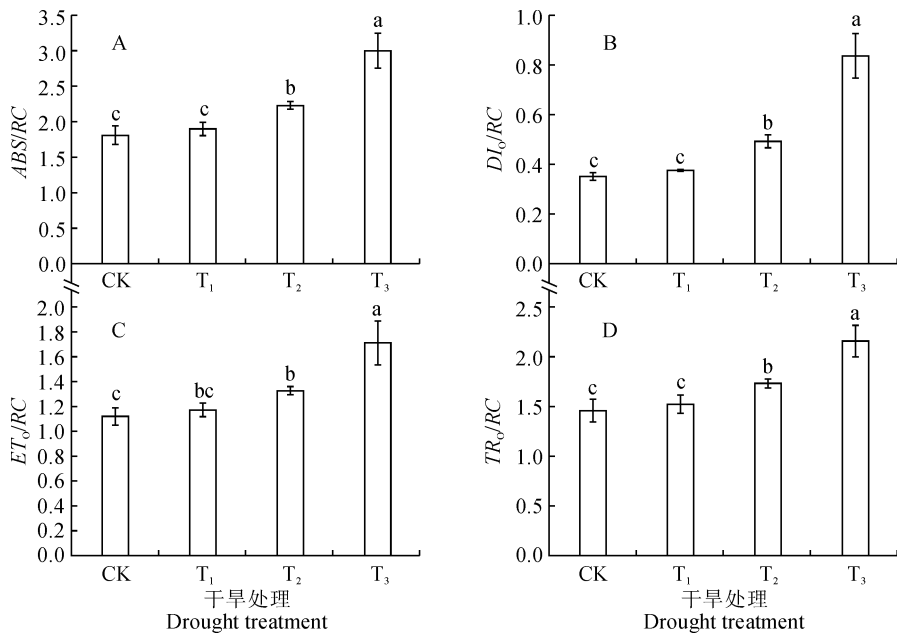 A
ABS/RC
3.5
3.0
2.5
2.0
1.5
1.0
0.5
0.0
c
c
b
a
CK T₁ T₂ T₃
B
DIₒ/RC
1.0
0.8
0.6
0.4
0.2
0.0
c
c
b
a
CK T₁ T₂ T₃
C
ETₒ/RC
2.0
1.8
1.6
1.4
1.2
1.0
0.8
0.6
0.4
0.2
0.0
c
bc
b
a
CK T₁ T₂ T₃
干旱处理
Drought treatment
D
TRₒ/RC
2.5
2.0
1.5
1.0
0.5
0.0
c
c
b
a
CK T₁ T₂ T₃
干旱处理
Drought treatment